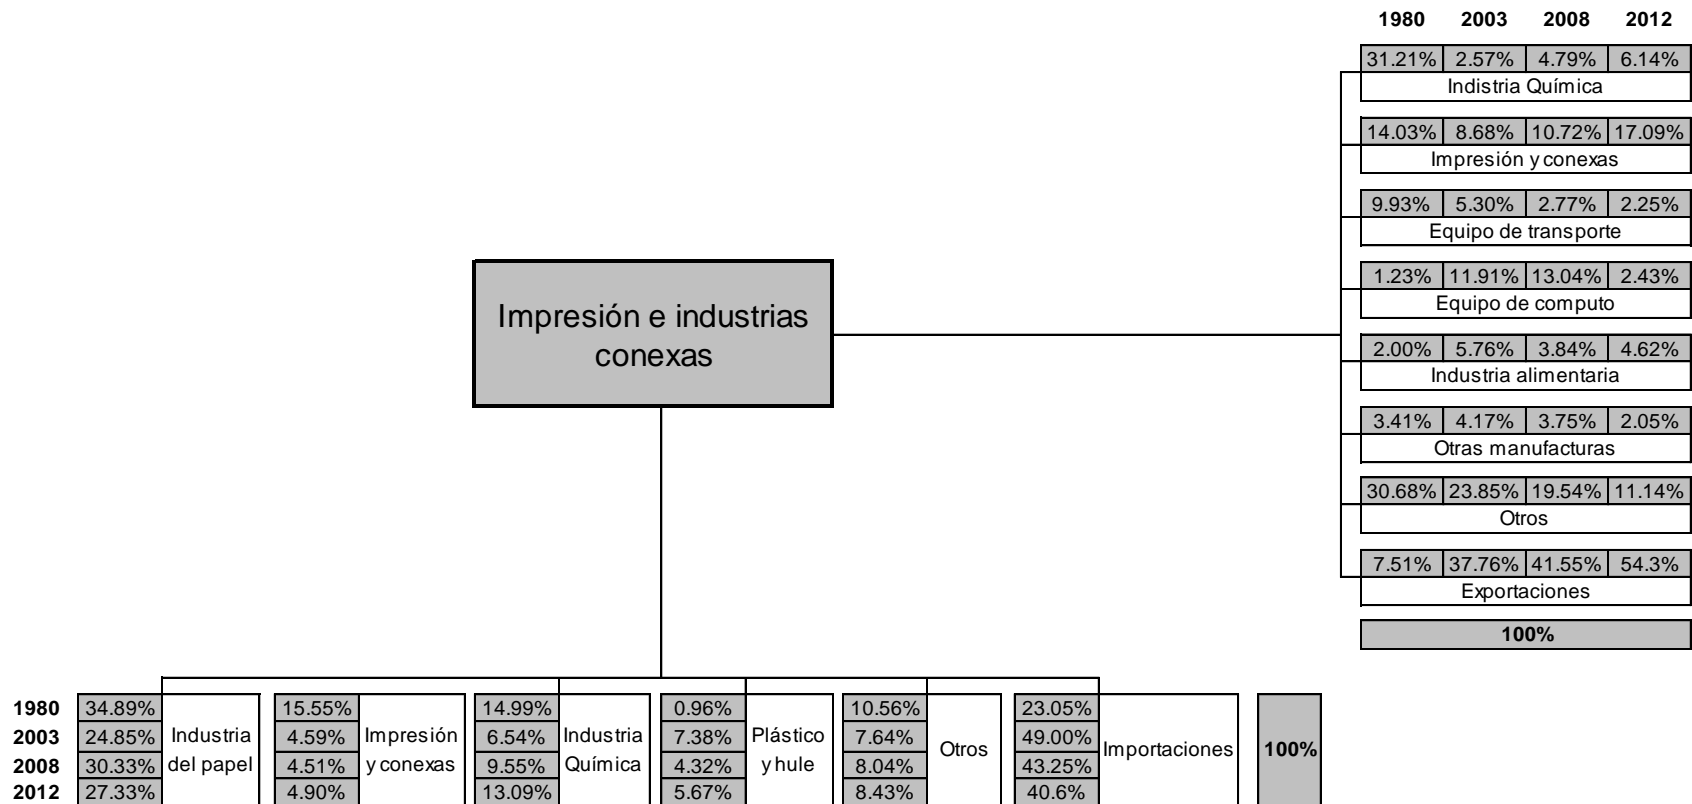 1980 2003 2008 2012
31.21% 2.57% 4.79% 6.14%
Indistria Química
14.03% 8.68% 10.72% 17.09%
Impresión y conexas
9.93% 5.30% 2.77% 2.25%
Equipo de transporte
1.23% 11.91% 13.04% 2.43%
Equipo de computo
2.00% 5.76% 3.84% 4.62%
Industria alimentaria
3.41% 4.17% 3.75% 2.05%
Otras manufacturas
30.68% 23.85% 19.54% 11.14%
Otros
7.51% 37.76% 41.55% 54.3%
Exportaciones
100%
Impresión e industrias
conexas
1980 34.89% 15.55% 14.99% 0.96% 10.56% 23.05%
2003 24.85% Industria 4.59% Impresión 6.54% Industria 7.38% Plástico 7.64% Otros 49.00% Importaciones 100%
2008 30.33% del papel 4.51% y conexas 9.55% Química 4.32% y hule 8.04% 43.25%
2012 27.33% 4.90% 13.09% 5.67% 8.43% 40.6%